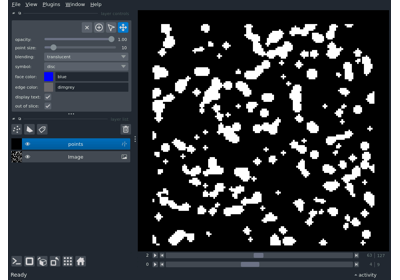 File View Plugins Window Help
opacity: 1.00
point size: 10
blending: translucent
symbol: disc
face color: blue
edge color: dimgrey
display text:
out of slice:
points
Image
2
0
Ready
activity